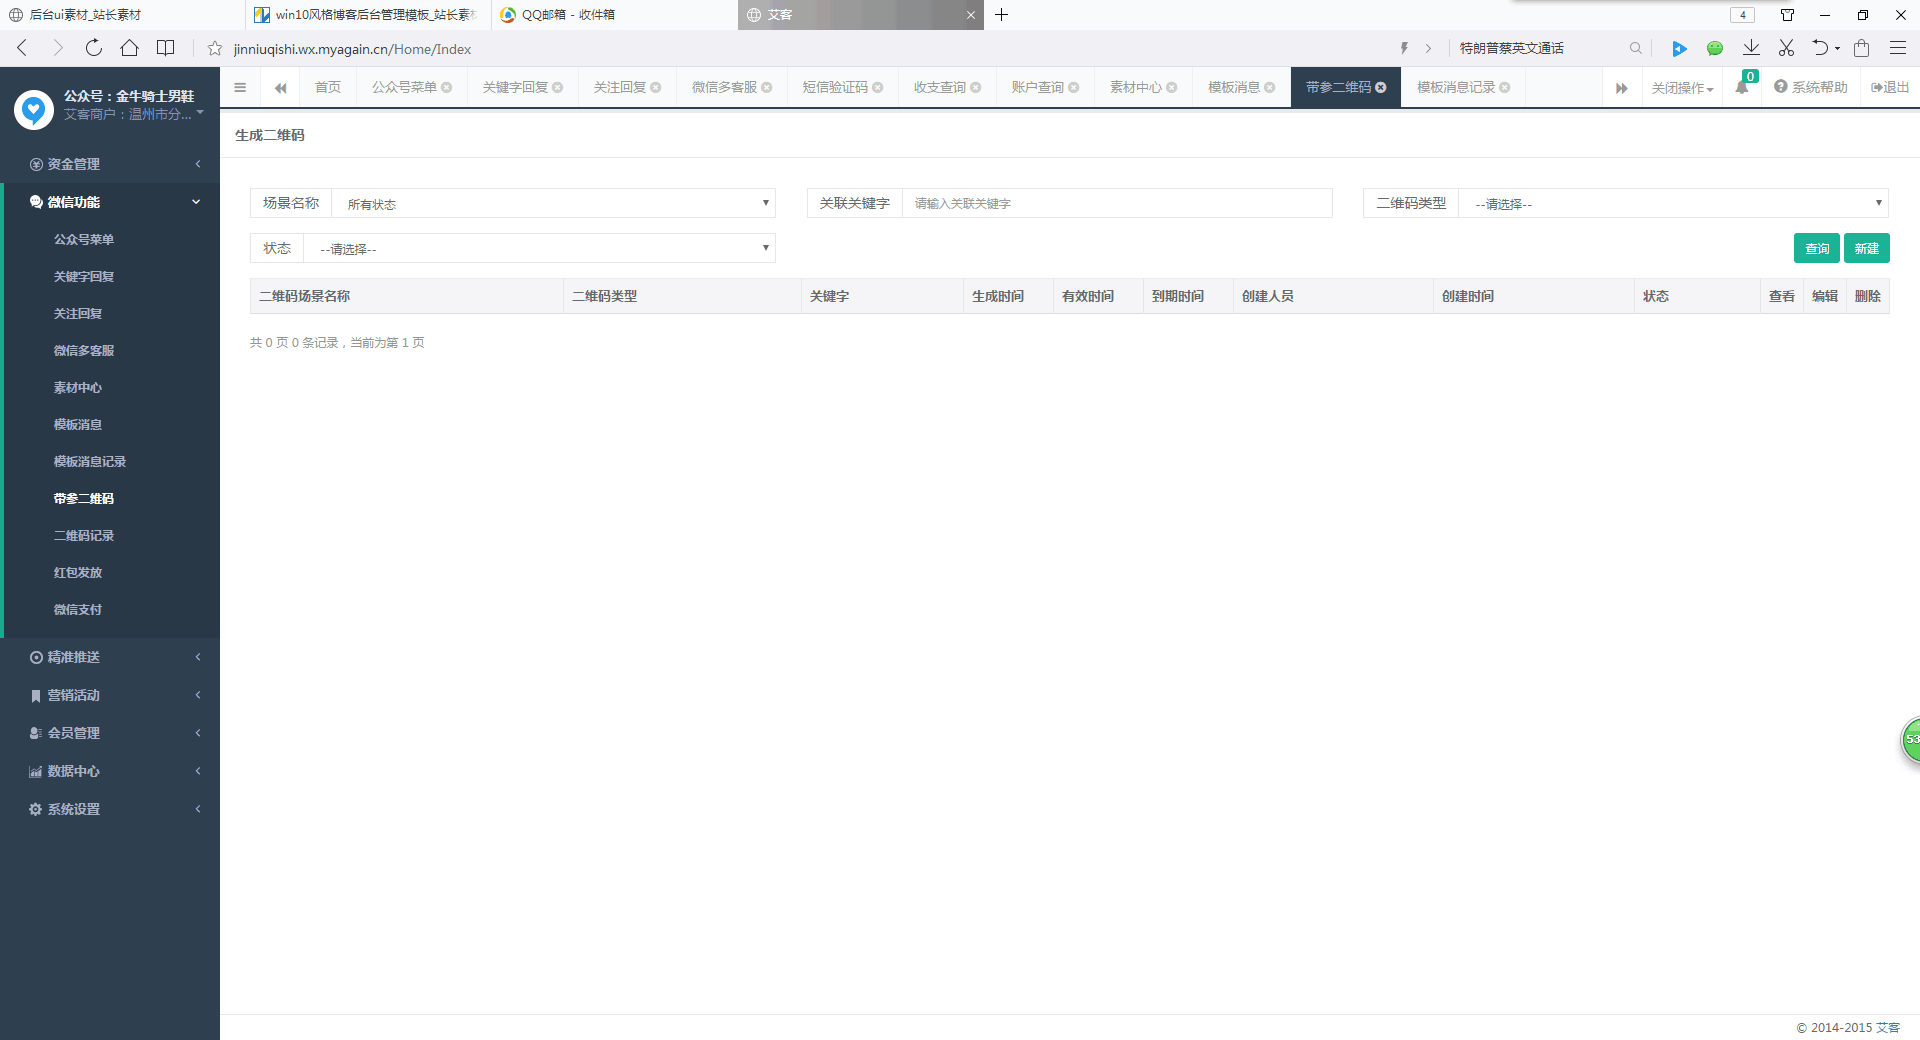 后台ui素材_站长素材
win10风格博客后台管理模板_站长素材
QQ邮箱 - 收件箱
艾客
4
jinniuqishi.wx.myagain.cn/Home/Index
特朗普蔡英文通话
公众号：金牛骑士男鞋
艾客商户：温州市分...
首页
公众号菜单
关键字回复
关注回复
微信多客服
短信验证码
收支查询
账户查询
素材中心
模板消息
带参二维码
模板消息记录
关闭操作
0
系统帮助
退出
资金管理
微信功能
公众号菜单
关键字回复
关注回复
微信多客服
素材中心
模板消息
模板消息记录
带参二维码
二维码记录
红包发放
微信支付
精准推送
营销活动
会员管理
数据中心
系统设置
生成二维码
场景名称 所有状态
关联关键字 请输入关联关键字
二维码类型 --请选择--
状态 --请选择--
查询 新建
二维码场景名称 二维码类型 关键字 生成时间 有效时间 到期时间 创建人员 创建时间 状态 查看 编辑 删除
共 0 页 0 条记录，当前为第 1 页
53
© 2014-2015 艾客